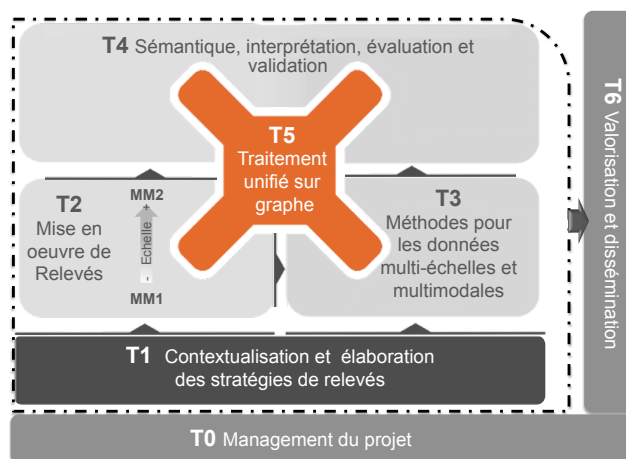 T4 Sémantique, interprétation, évaluation et
validation
T5
Traitement
unifié sur
graphe
T2
Mise en
oeuvre de
Relevés
MM2
+
Echelle
-
MM1
T3
Méthodes pour
les données
multi-échelles et
multimodales
T1 Contextualisation et élaboration
des stratégies de relevés
T6 Valorisation et dissémination
T0 Management du projet